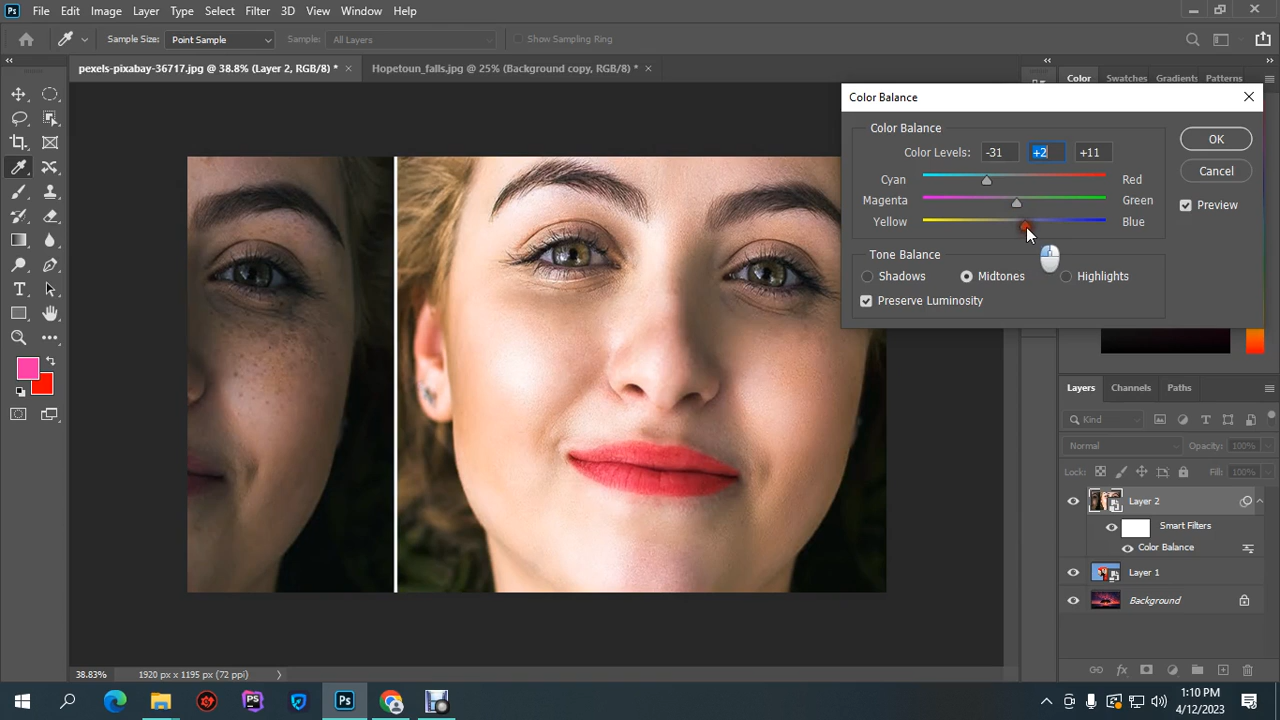 Ps File Edit Image Layer Type Select Filter 3D View Window Help
Sample Size: Point Sample Sample: All Layers Show Sampling Ring
pexels-pixabay-36717.jpg @ 38.8% (Layer 2, RGB/8) * × Hopetoun_falls.jpg @ 25% (Background copy, RGB/8) * ×
Color Swatches Gradients Patterns
Color Balance
Color Balance
OK
Color Levels: -31 +2 +11
Cancel
Cyan Red
Magenta Green
Preview
Yellow Blue
Tone Balance
Shadows Midtones Highlights
Preserve Luminosity
Layers Channels Paths
Kind
Normal Opacity: 100%
Lock: Fill: 100%
Layer 2
Smart Filters
Color Balance
Layer 1
Background
38.83% 1920 px x 1195 px (72 ppi)
PS Ps
1:10 PM
4/12/2023